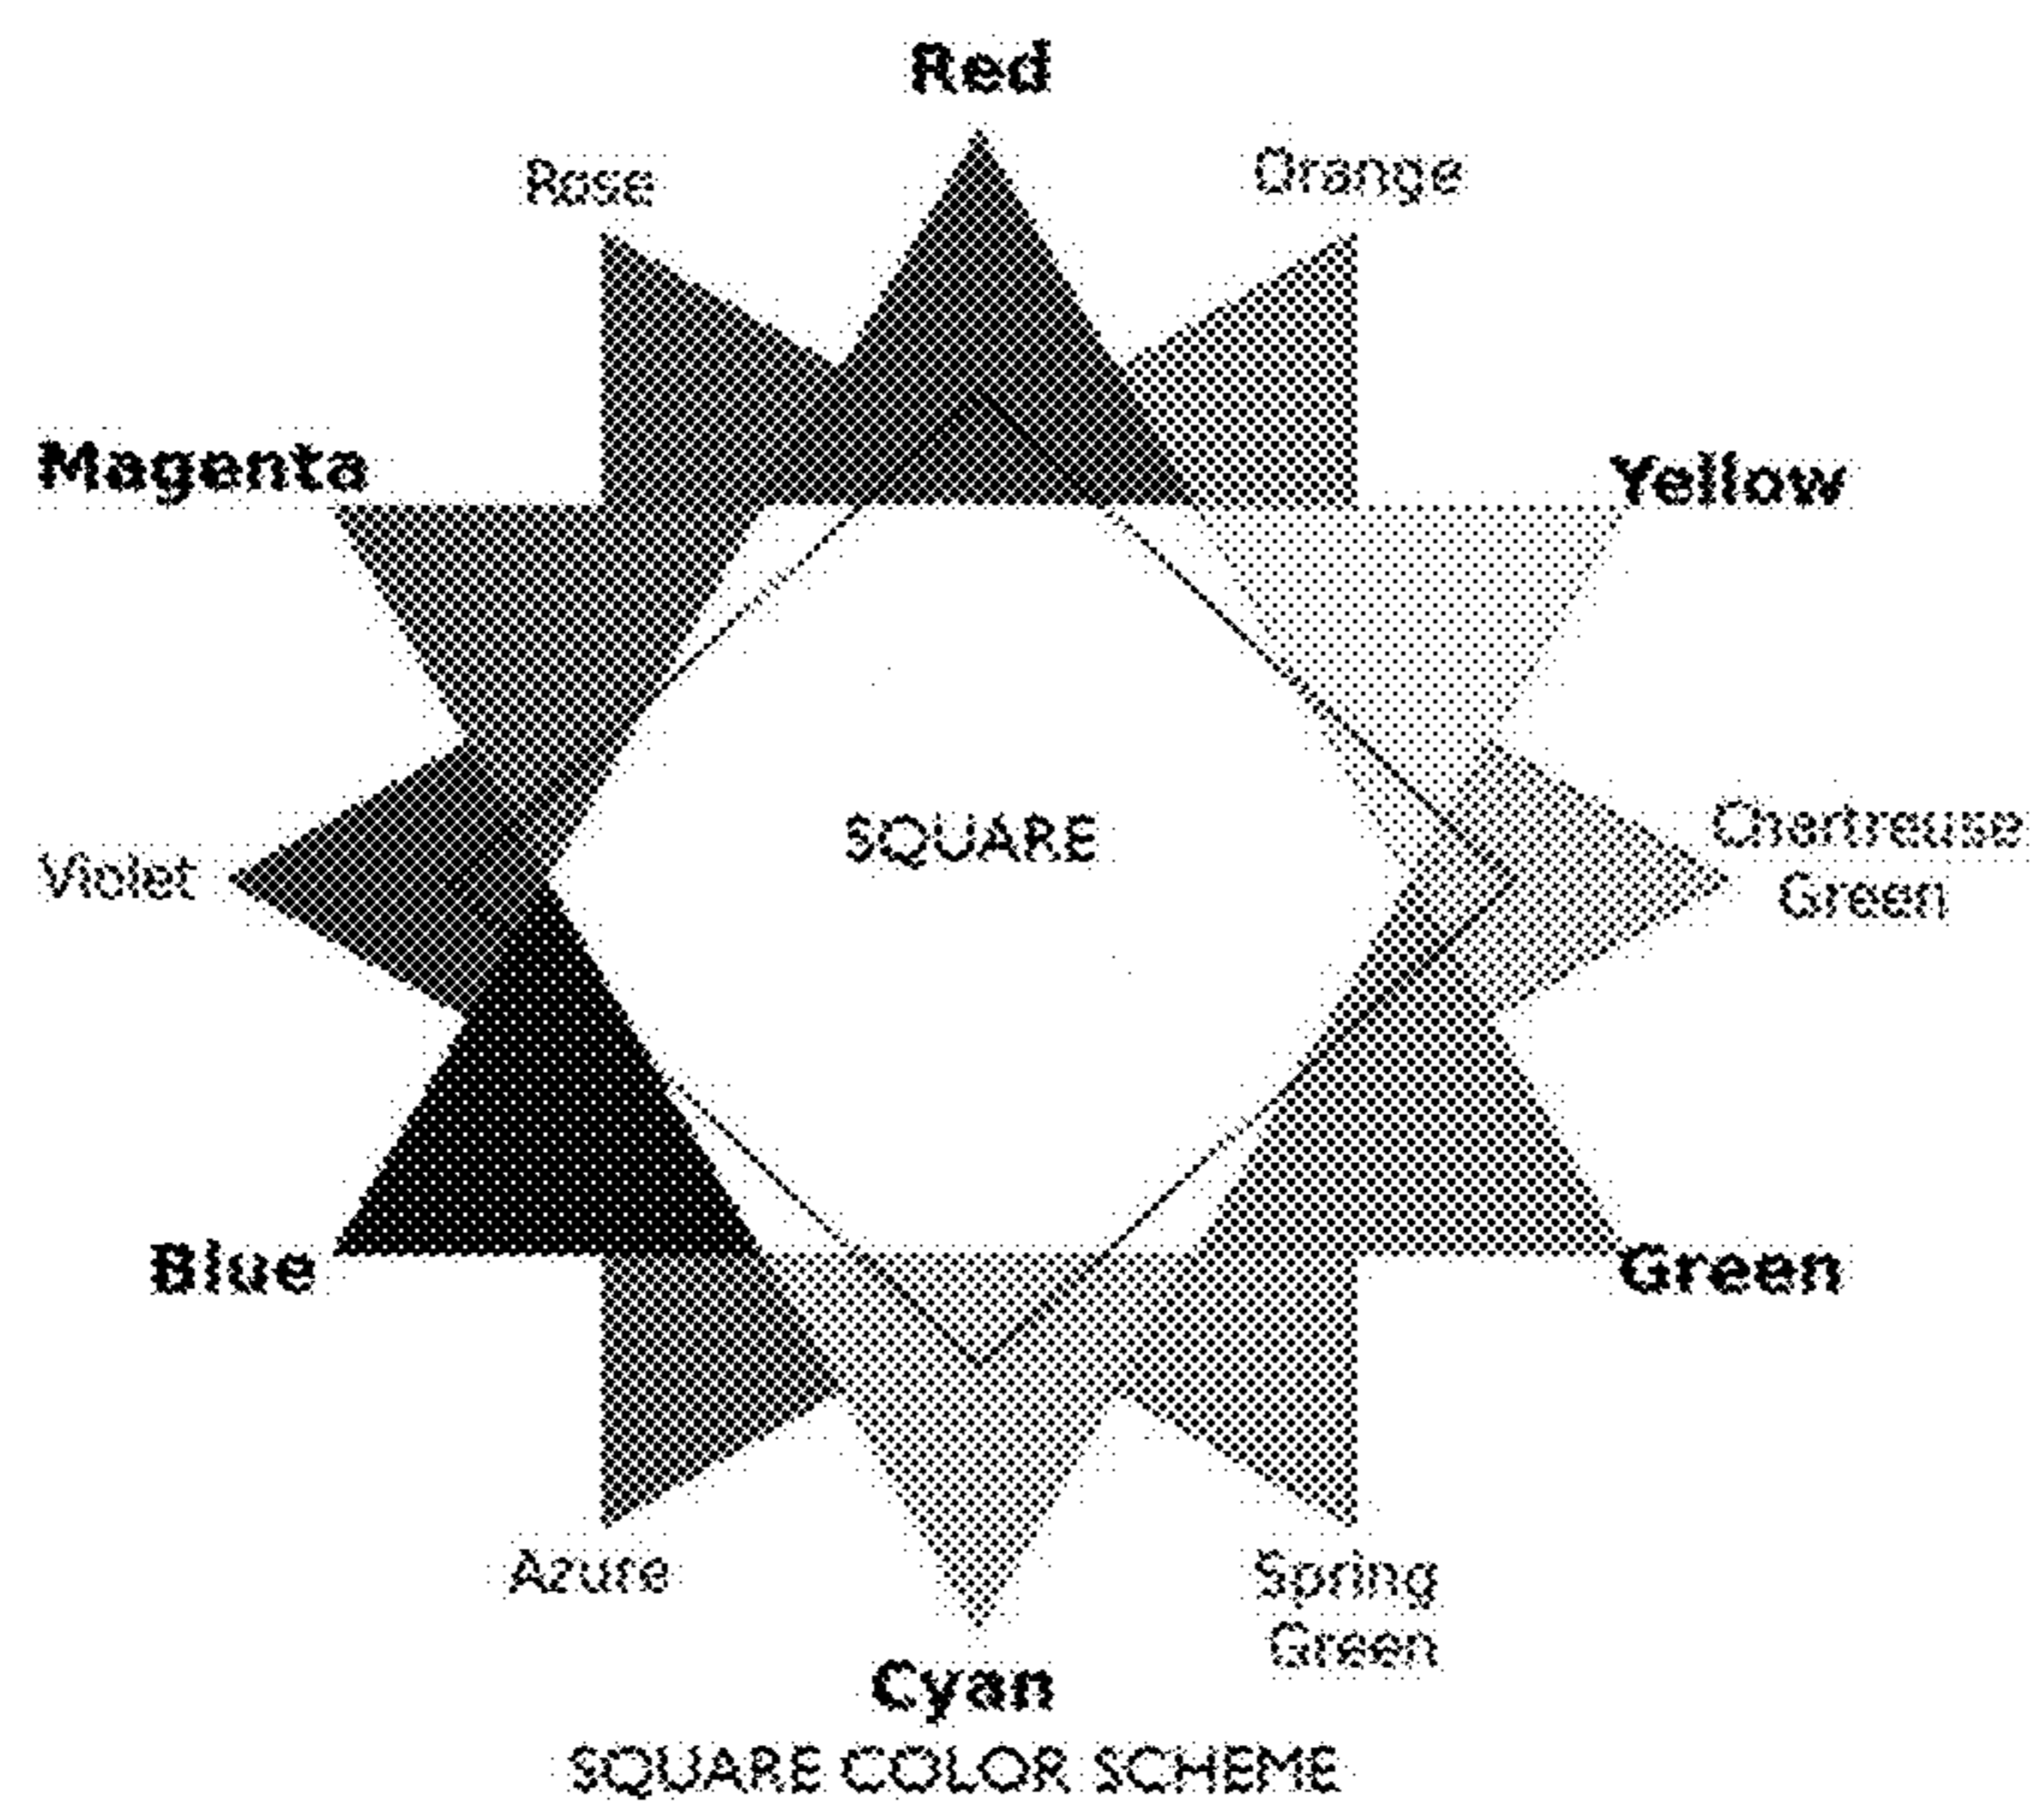 Red
Rose
Orange
Magenta
Yellow
SQUARE
Chartreuse
Green
Violet
Blue
Green
Azure
Spring
Green
Cyan
SQUARE COLOR SCHEME